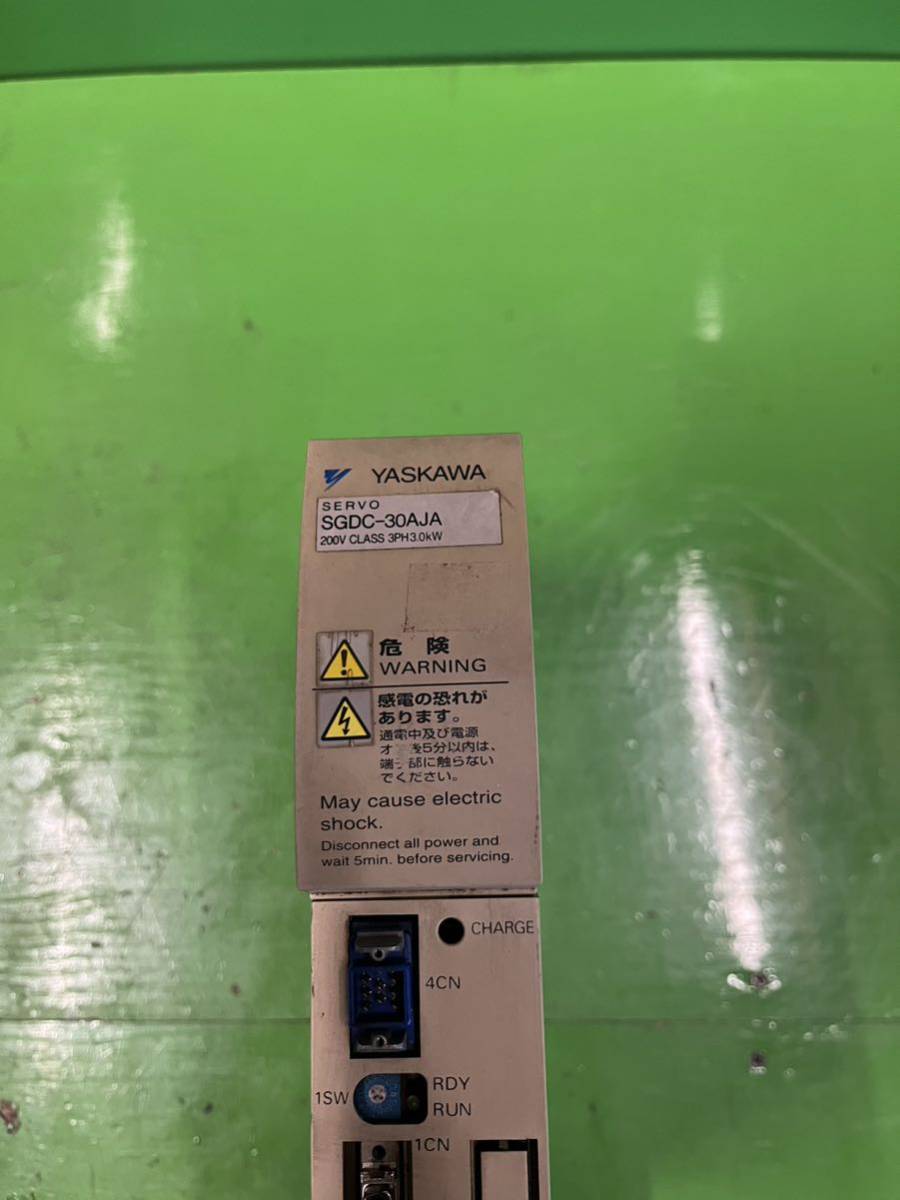 YASKAWA
SERVO
SGDC-30AJA
200V CLASS 3PH3.0kW
危険
WARNING
感電の恐れが
あります。
通電中及び電源
オ 後5分以内は、
端 部に触らない
でください。
May cause electric
shock.
Disconnect all power and
wait 5min. before servicing.
CHARGE
4CN
RDY
1SW
RUN
1CN